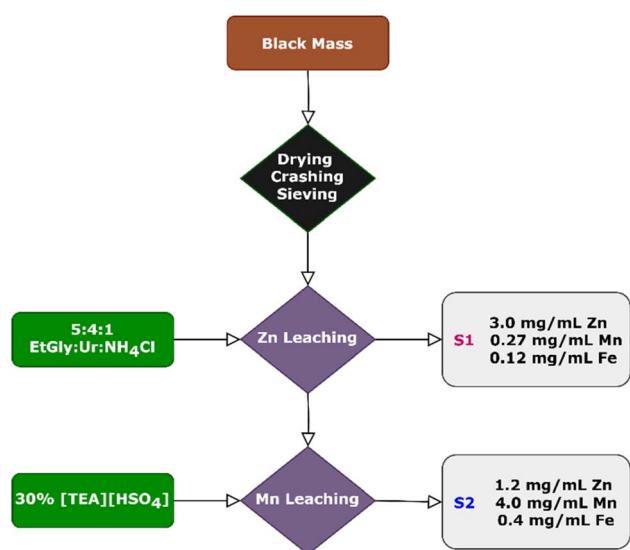 Black Mass
Drying
Crashing
Sieving
5:4:1
EtGly:Ur:NH₄Cl
Zn Leaching
S1
3.0 mg/mL Zn
0.27 mg/mL Mn
0.12 mg/mL Fe
30% [TEA][HSO₄]
Mn Leaching
S2
1.2 mg/mL Zn
4.0 mg/mL Mn
0.4 mg/mL Fe